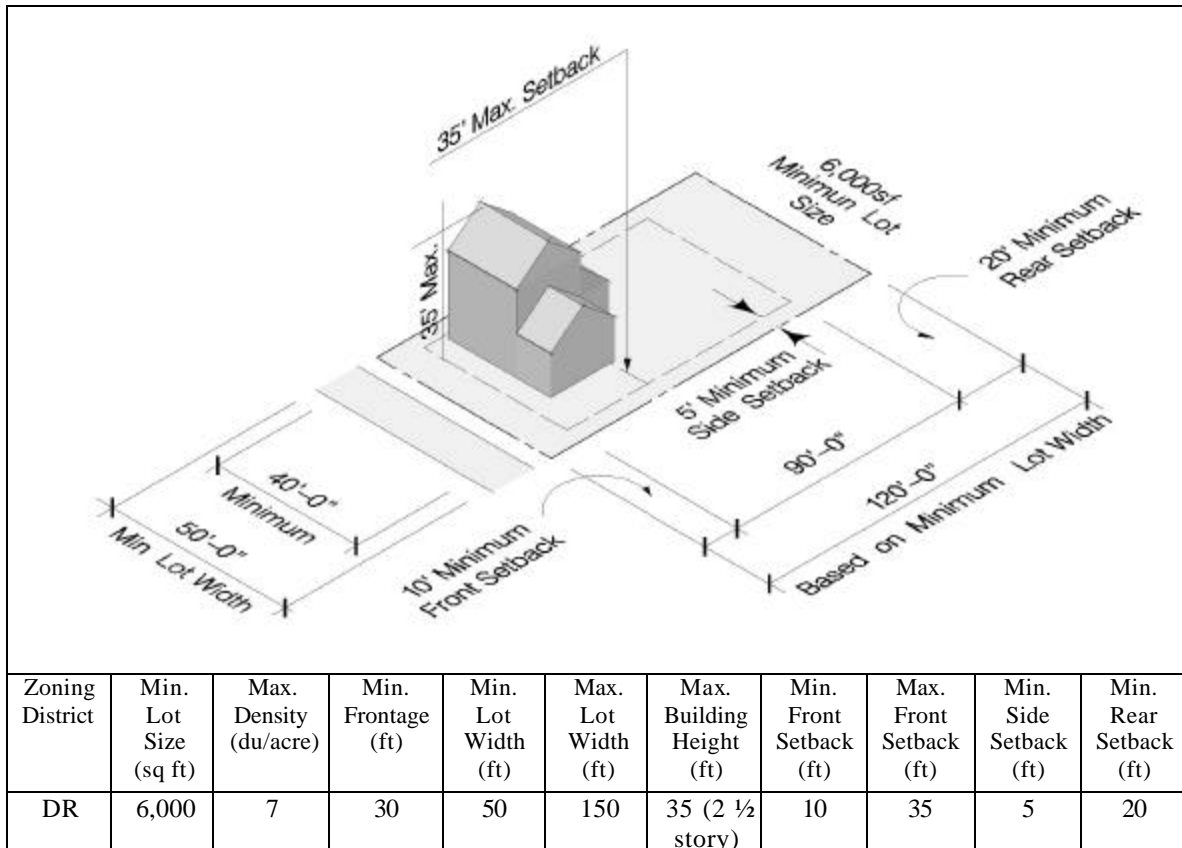 35' Max. Setback
35' Max.
6,000sf
Minimun Lot
Size
20' Minimum
Rear Setback
5' Minimum
Side Setback
90'-0"
120'-0"
Based on Minimum Lot Width
40'-0"
Minimum
50'-0"
Min Lot Width
10' Minimum
Front Setback
Zoning District
Min. Lot Size (sq ft)
Max. Density (du/acre)
Min. Frontage (ft)
Min. Lot Width (ft)
Max. Lot Width (ft)
Max. Building Height (ft)
Min. Front Setback (ft)
Max. Front Setback (ft)
Min. Side Setback (ft)
Min. Rear Setback (ft)
DR 6,000 7 30 50 150 35 (2 ½ story) 10 35 5 20